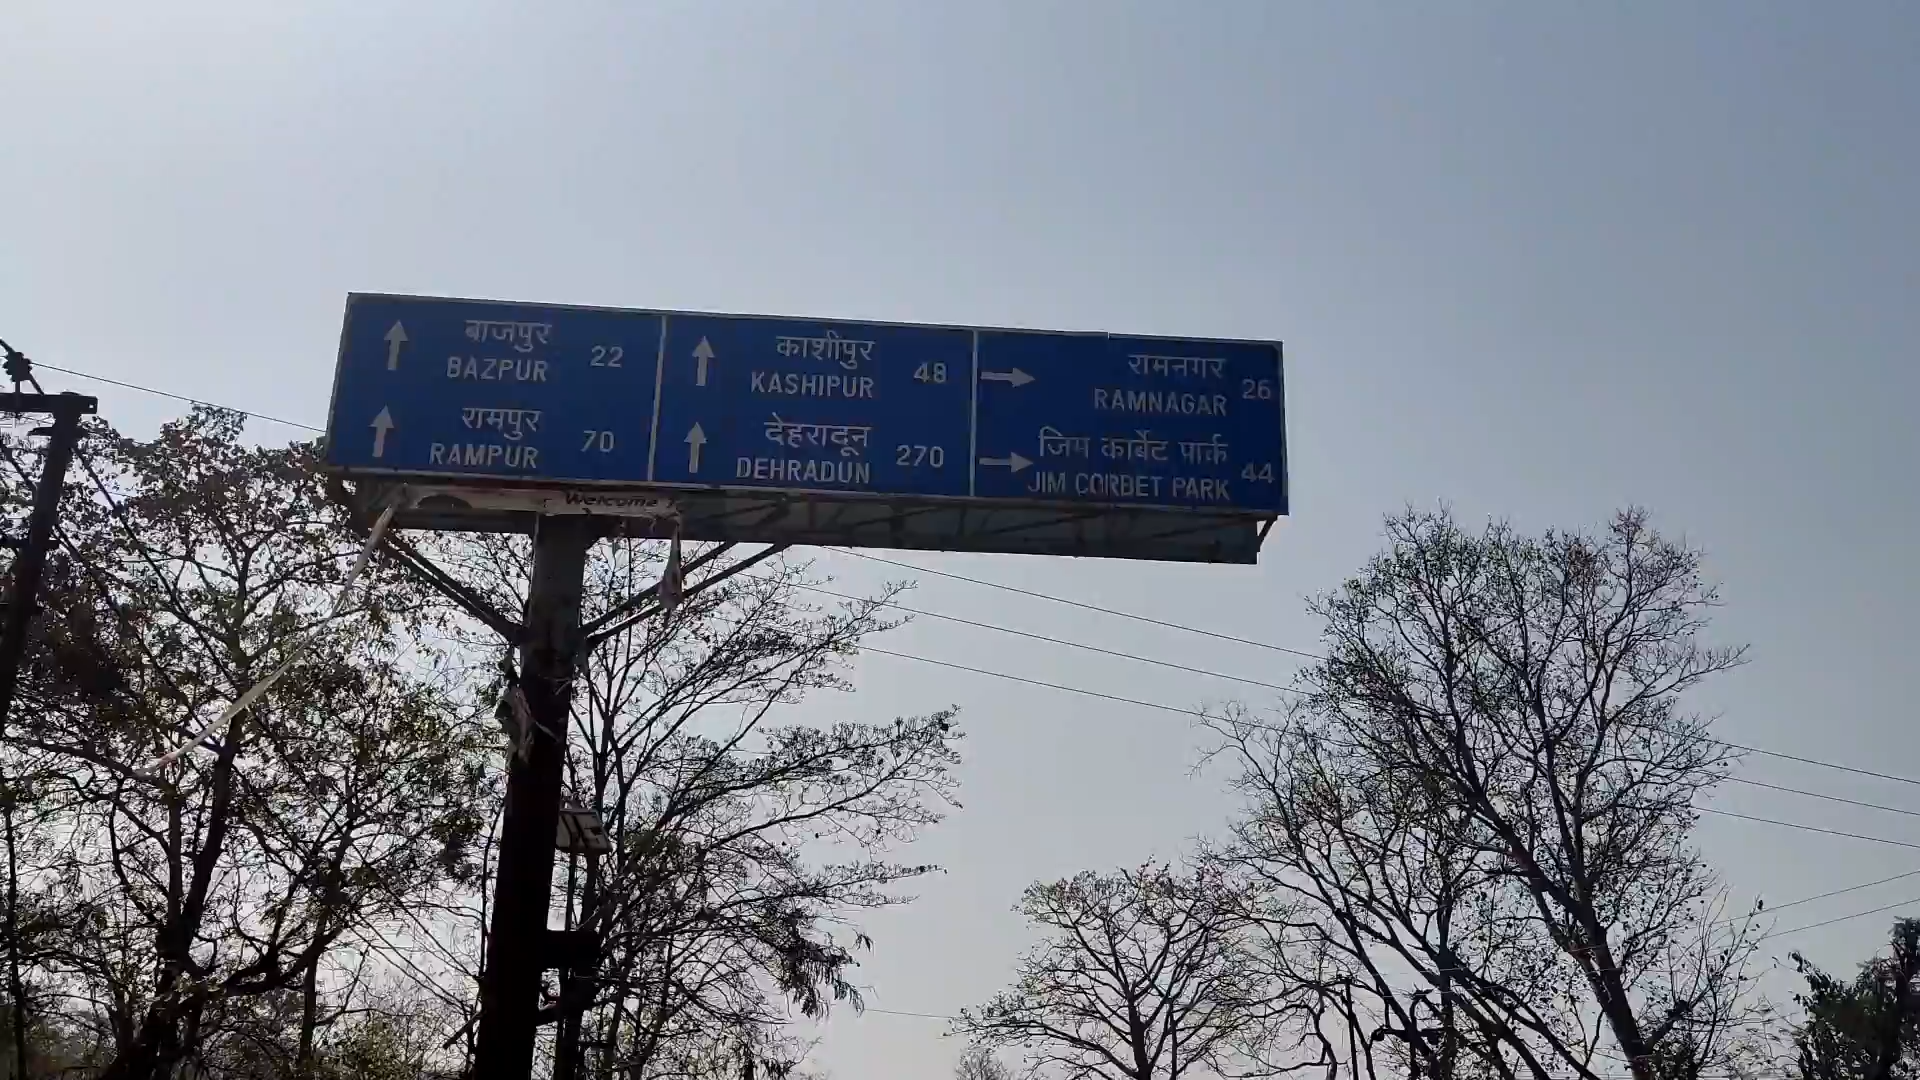 बाजपुर
BAZPUR 22
रामपुर
RAMPUR 70
काशीपुर
KASHIPUR 48
देहरादून
DEHRADUN 270
रामनगर
RAMNAGAR 26
जिम कार्बेट पार्क
JIM CORBET PARK 44
Welcome